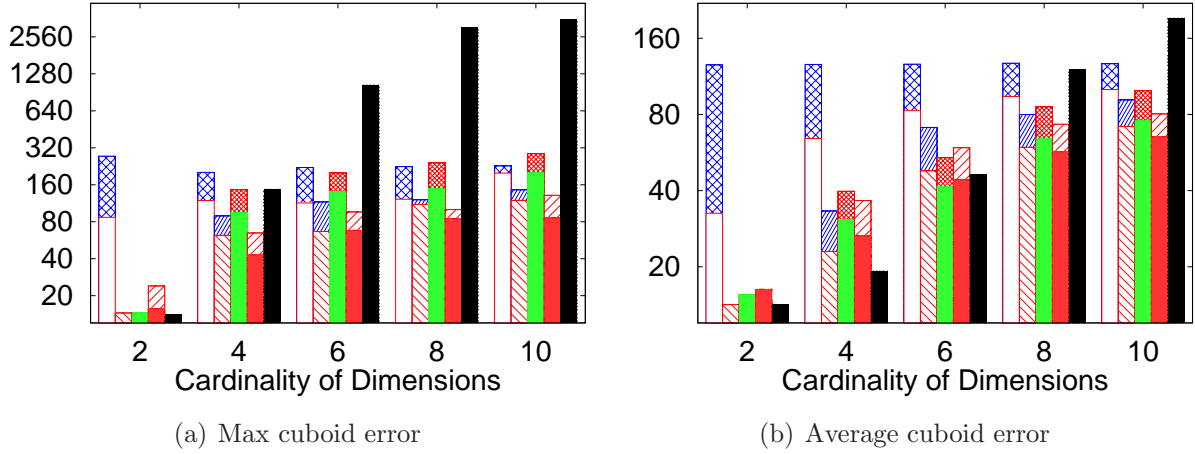 2560
1280
640
320
160
80
40
20
2 4 6 8 10
Cardinality of Dimensions
(a) Max cuboid error
160
80
40
20
2 4 6 8 10
Cardinality of Dimensions
(b) Average cuboid error